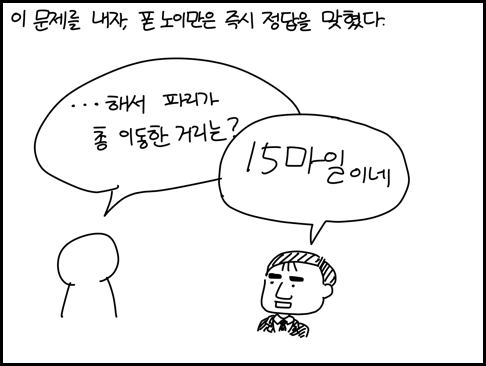 이 문제를 내자, 폰 노이만은 즉시 정답을 맞혔다.
...해서 파리가
총 이동한 거리는?
15마일이네